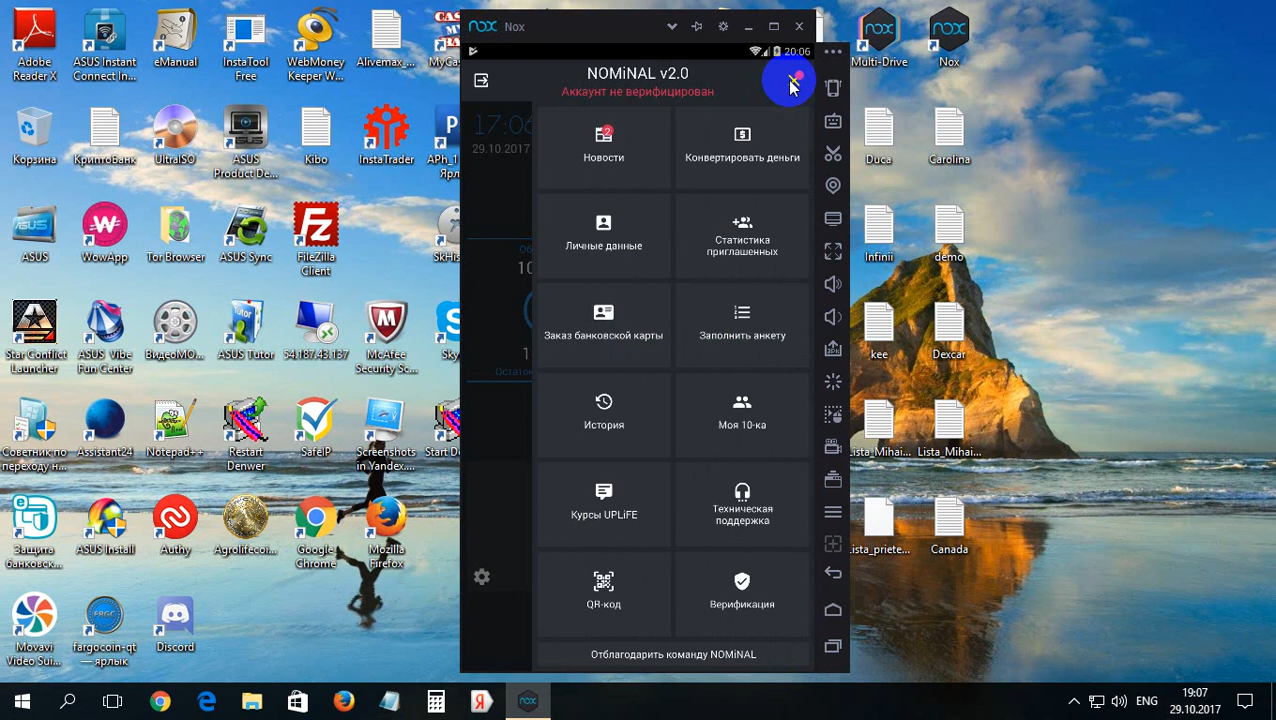 Adobe
Reader X
ASUS Instant
Connect In...
eManual
InstaTool
Free
WebMoney
Keeper W...
Alivemax_...
nox
Nox
20:06
NOMiNAL v2.0
Аккаунт не верифицирован
17:06
29.10.2017
Новости
2
Конвертировать деньги
Личные данные
Статистика
приглашенных
Заказ банковской карты
Заполнить анкету
История
Моя 10-ка
Курсы UPLiFE
Техническая
поддержка
QR-код
Верификация
Отблагодарить команду NOMiNAL
Multi-Drive
Nox
Корзина
КриптоБанк
UltraISO
ASUS
Product De...
Kibo
InstaTrader
APh_1
Ярл
Duca
Carolina
ASUS
WowApp
Tor Browser
ASUS Sync
FileZilla
Client
SkHis
Infinii
demo
Star Conflict
Launcher
ASUS Vibe
Fun Center
ВидеоМО...
ASUS Tutor
54.187.43.137
McAfee
Security Sc...
Sky
kee
Dexcar
Советник по
переходу н...
Assistant24
Notepad++
Restart
Denwer
SafeIP
Screenshots
in Yandex....
Start D
Lista_Mihai...
Защита
банковск...
ASUS Install
Authy
Agrolifecoi...
Google
Chrome
Mozilla
Firefox
Lista_priete...
Canada
Movavi
Video Sui...
fargocoin-qt
— ярлык
Discord
ENG
19:07
29.10.2017